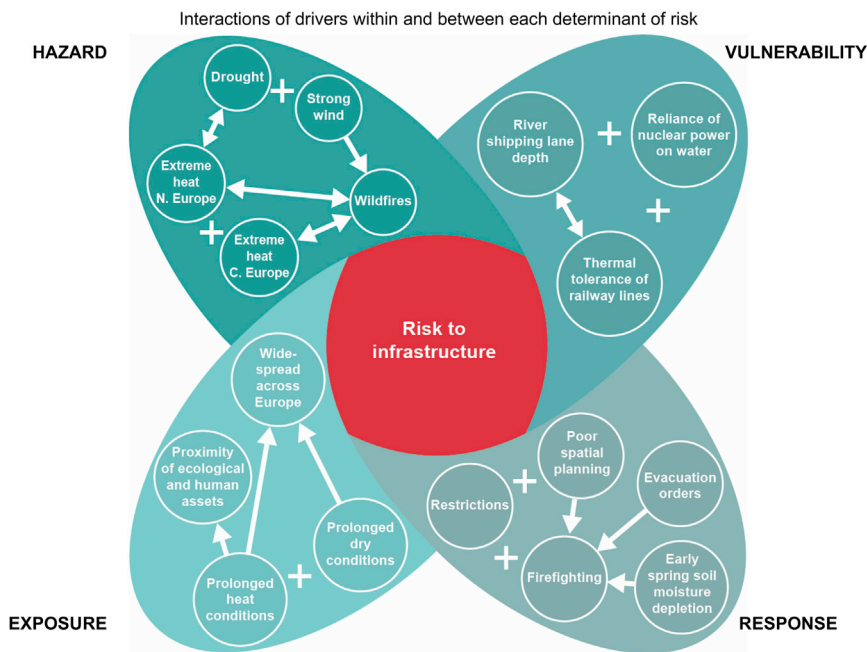 Interactions of drivers within and between each determinant of risk
HAZARD
VULNERABILITY
Drought
Strong
wind
Extreme
heat
N. Europe
Wildfires
Extreme
heat
C. Europe
River
shipping lane
depth
Reliance of
nuclear power
on water
Thermal
tolerance of
railway lines
Risk to
infrastructure
Wide-
spread
across
Europe
Proximity
of ecological
and human
assets
Prolonged
dry
conditions
Prolonged
heat
conditions
Poor
spatial
planning
Restrictions
Evacuation
orders
Firefighting
Early
spring soil
moisture
depletion
EXPOSURE
RESPONSE